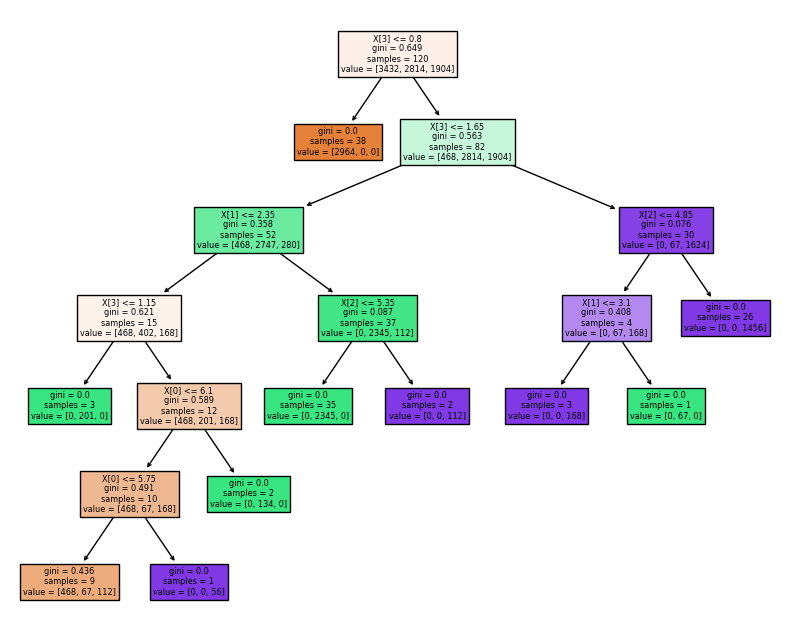 X[3] <= 0.8
gini = 0.649
samples = 120
value = [3432, 2814, 1904]
gini = 0.0
samples = 38
value = [2964, 0, 0]
X[3] <= 1.65
gini = 0.563
samples = 82
value = [468, 2814, 1904]
X[1] <= 2.35
gini = 0.358
samples = 52
value = [468, 2747, 280]
X[2] <= 4.85
gini = 0.076
samples = 30
value = [0, 67, 1624]
X[3] <= 1.15
gini = 0.621
samples = 15
value = [468, 402, 168]
X[2] <= 5.35
gini = 0.087
samples = 37
value = [0, 2345, 112]
X[1] <= 3.1
gini = 0.408
samples = 4
value = [0, 67, 168]
gini = 0.0
samples = 26
value = [0, 0, 1456]
gini = 0.0
samples = 3
value = [0, 201, 0]
X[0] <= 6.1
gini = 0.589
samples = 12
value = [468, 201, 168]
gini = 0.0
samples = 35
value = [0, 2345, 0]
gini = 0.0
samples = 2
value = [0, 0, 112]
gini = 0.0
samples = 3
value = [0, 0, 168]
gini = 0.0
samples = 1
value = [0, 67, 0]
X[0] <= 5.75
gini = 0.491
samples = 10
value = [468, 67, 168]
gini = 0.0
samples = 2
value = [0, 134, 0]
gini = 0.436
samples = 9
value = [468, 67, 112]
gini = 0.0
samples = 1
value = [0, 0, 56]